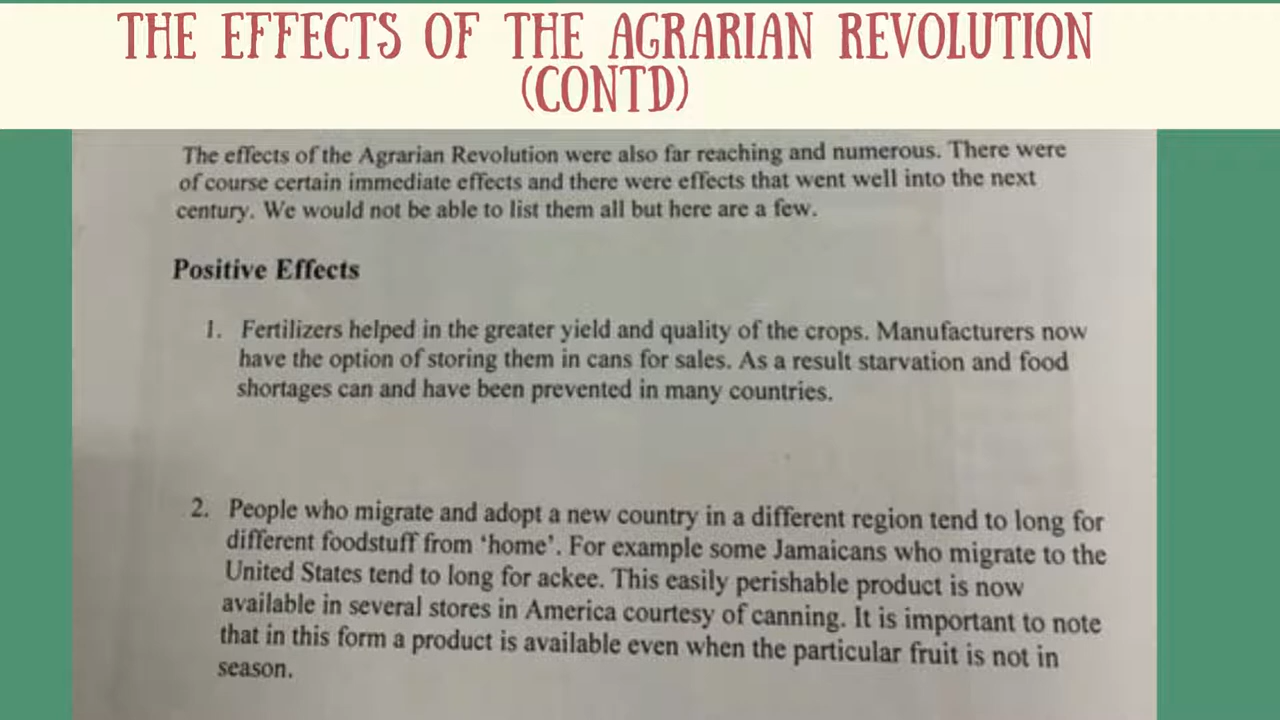 THE EFFECTS OF THE AGRARIAN REVOLUTION
(CONTD)
The effects of the Agrarian Revolution were also far reaching and numerous. There were
of course certain immediate effects and there were effects that went well into the next
century. We would not be able to list them all but here are a few.
Positive Effects
1. Fertilizers helped in the greater yield and quality of the crops. Manufacturers now
have the option of storing them in cans for sales. As a result starvation and food
shortages can and have been prevented in many countries.
2. People who migrate and adopt a new country in a different region tend to long for
different foodstuff from ‘home’. For example some Jamaicans who migrate to the
United States tend to long for ackee. This easily perishable product is now
available in several stores in America courtesy of canning. It is important to note
that in this form a product is available even when the particular fruit is not in
season.